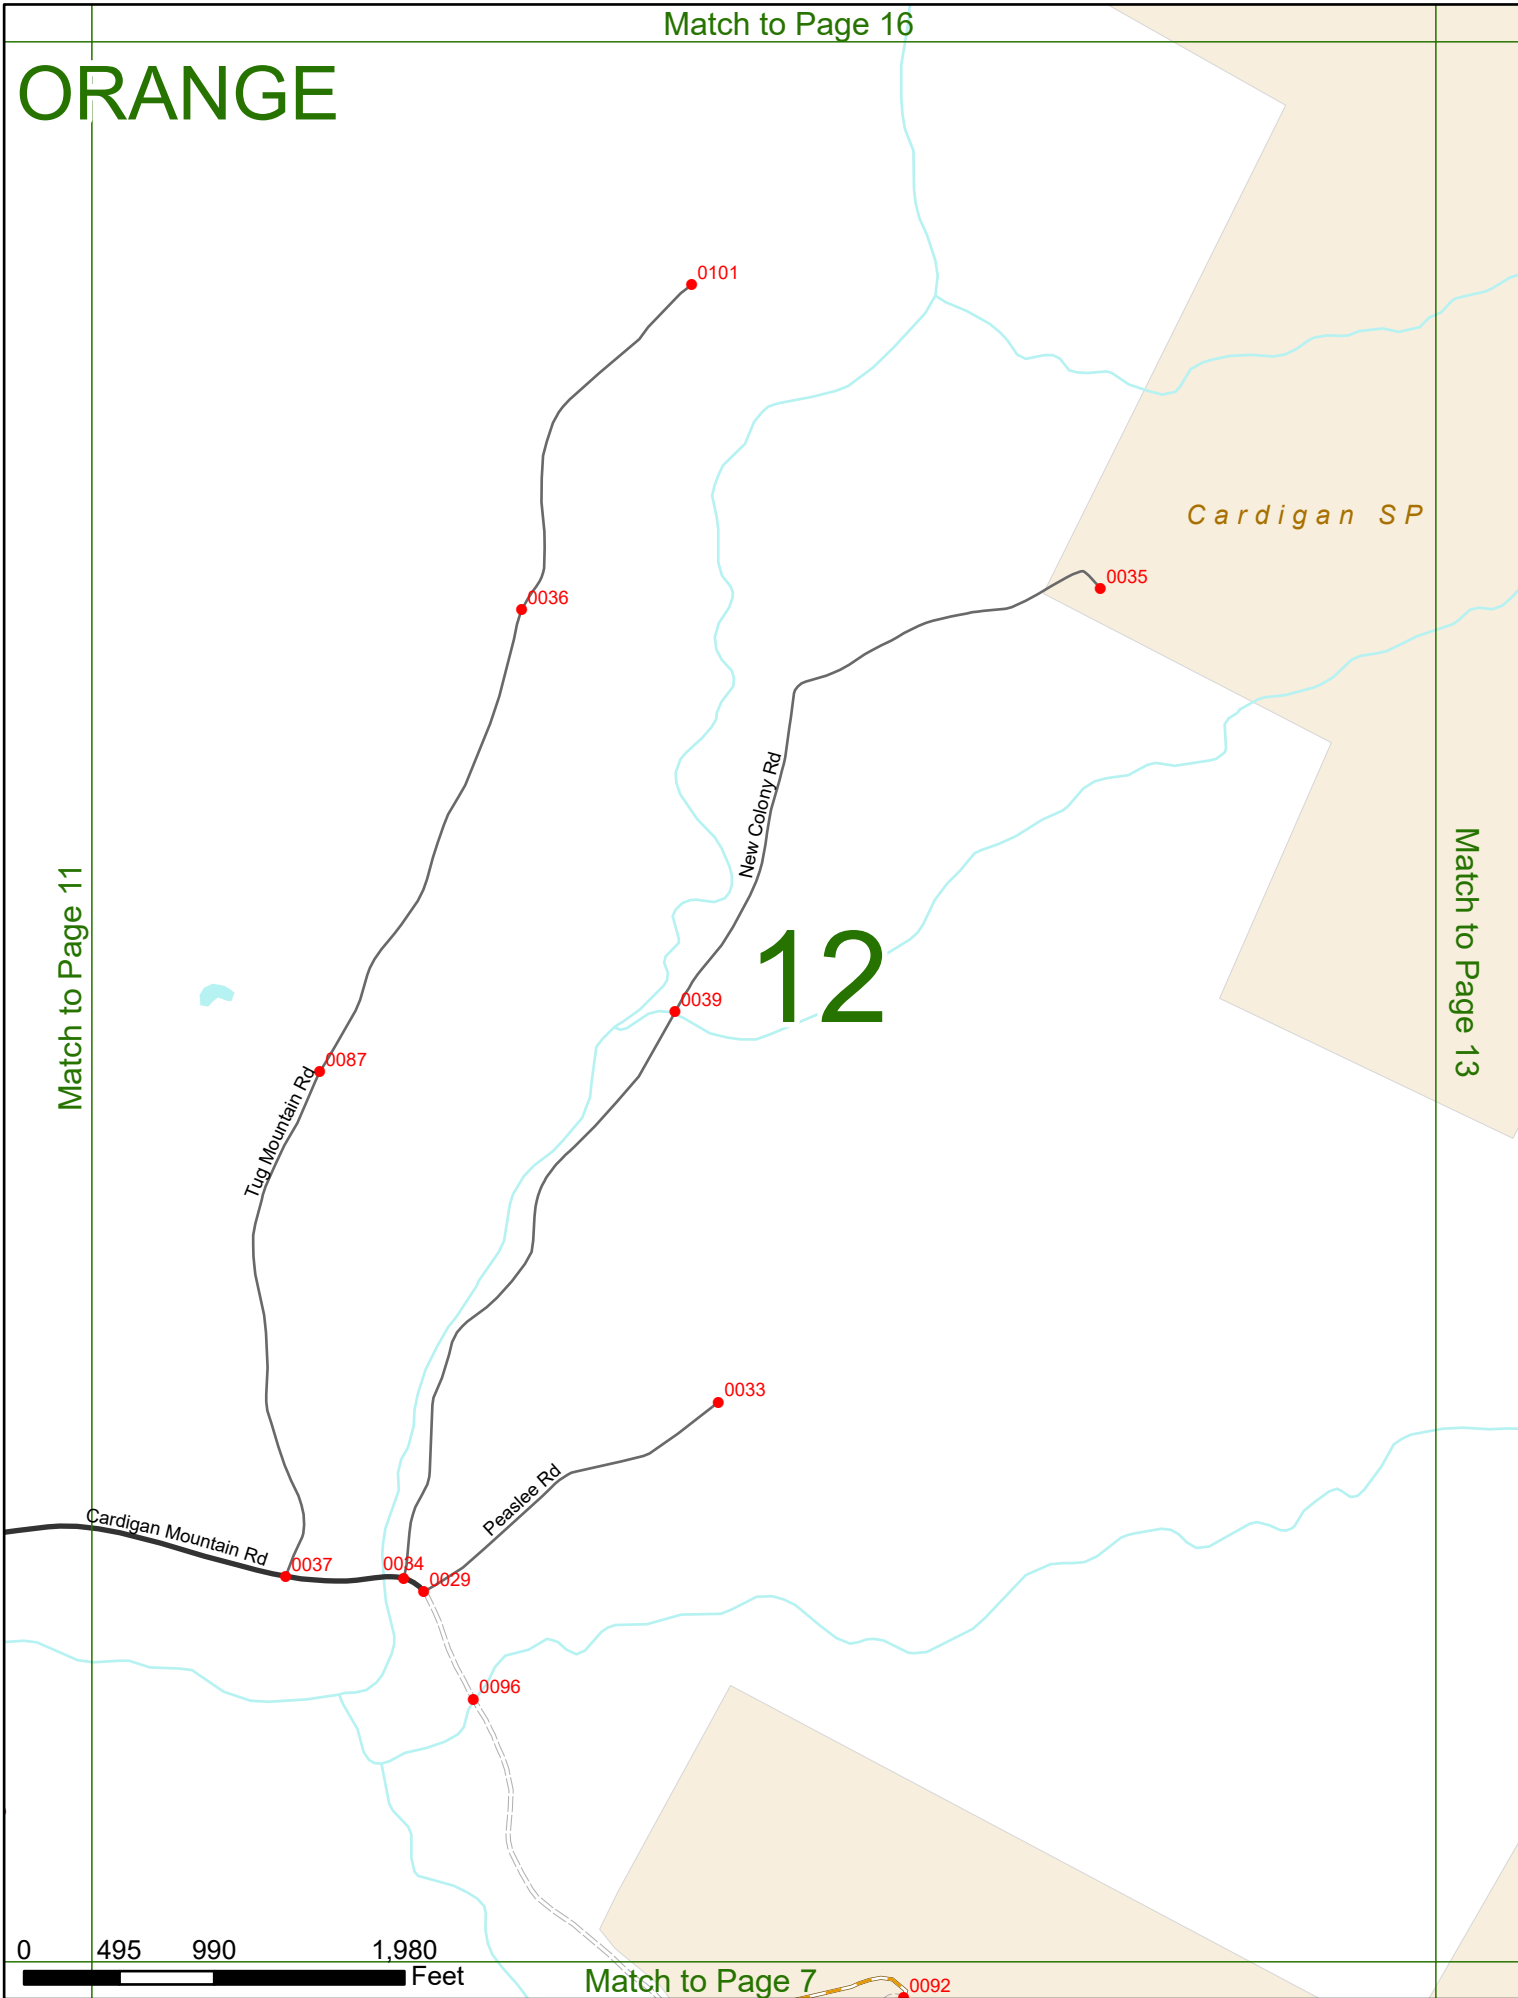 Match to Page 16
ORANGE
0101
Cardigan SP
0035
0036
New Colony Rd
Match to Page 11
Match to Page 13
12
0039
0087
Tug Mountain Rd
0033
Peaslee Rd
Cardigan Mountain Rd
0037
0034
0029
0096
0 495 990 1,980
Feet
Match to Page 7
0092